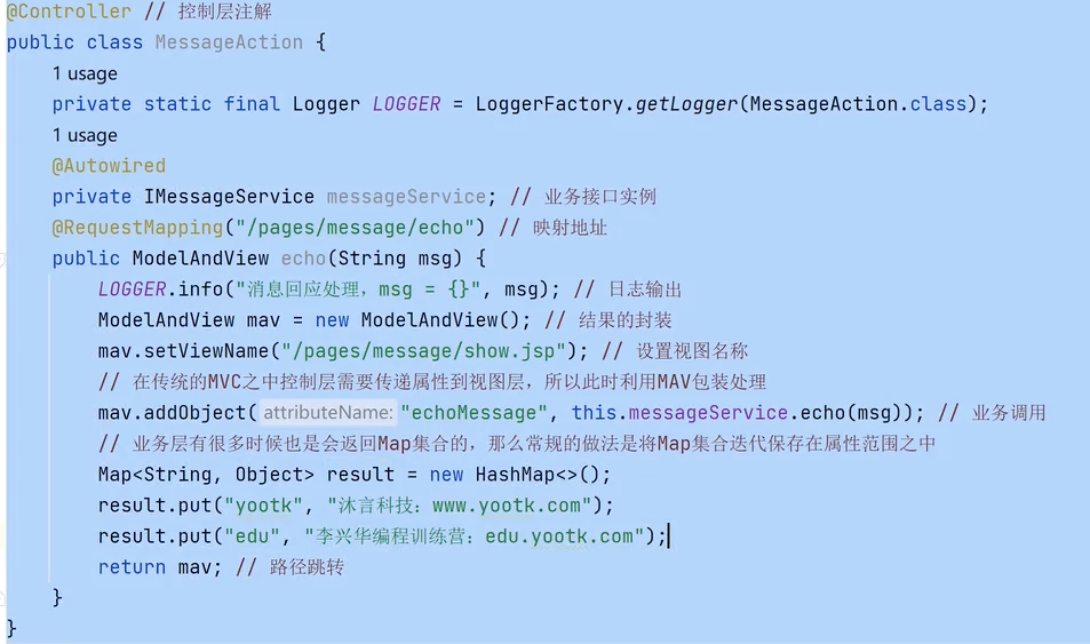 @Controller // 控制层注解
public class MessageAction {
1 usage
private static final Logger LOGGER = LoggerFactory.getLogger(MessageAction.class);
1 usage
@Autowired
private IMessageService messageService; // 业务接口实例
@RequestMapping("/pages/message/echo") // 映射地址
public ModelAndView echo(String msg) {
LOGGER.info("消息回应处理，msg = {}", msg); // 日志输出
ModelAndView mav = new ModelAndView(); // 结果的封装
mav.setViewName("/pages/message/show.jsp"); // 设置视图名称
// 在传统的MVC之中控制层需要传递属性到视图层，所以此时利用MAV包装处理
mav.addObject( attributeName: "echoMessage", this.messageService.echo(msg)); // 业务调用
// 业务层有很多时候也是会返回Map集合的，那么常规的做法是将Map集合迭代保存在属性范围之中
Map<String, Object> result = new HashMap<>();
result.put("yootk", "沐言科技：www.yootk.com");
result.put("edu", "李兴华编程训练营：edu.yootk.com");
return mav; // 路径跳转
}
}